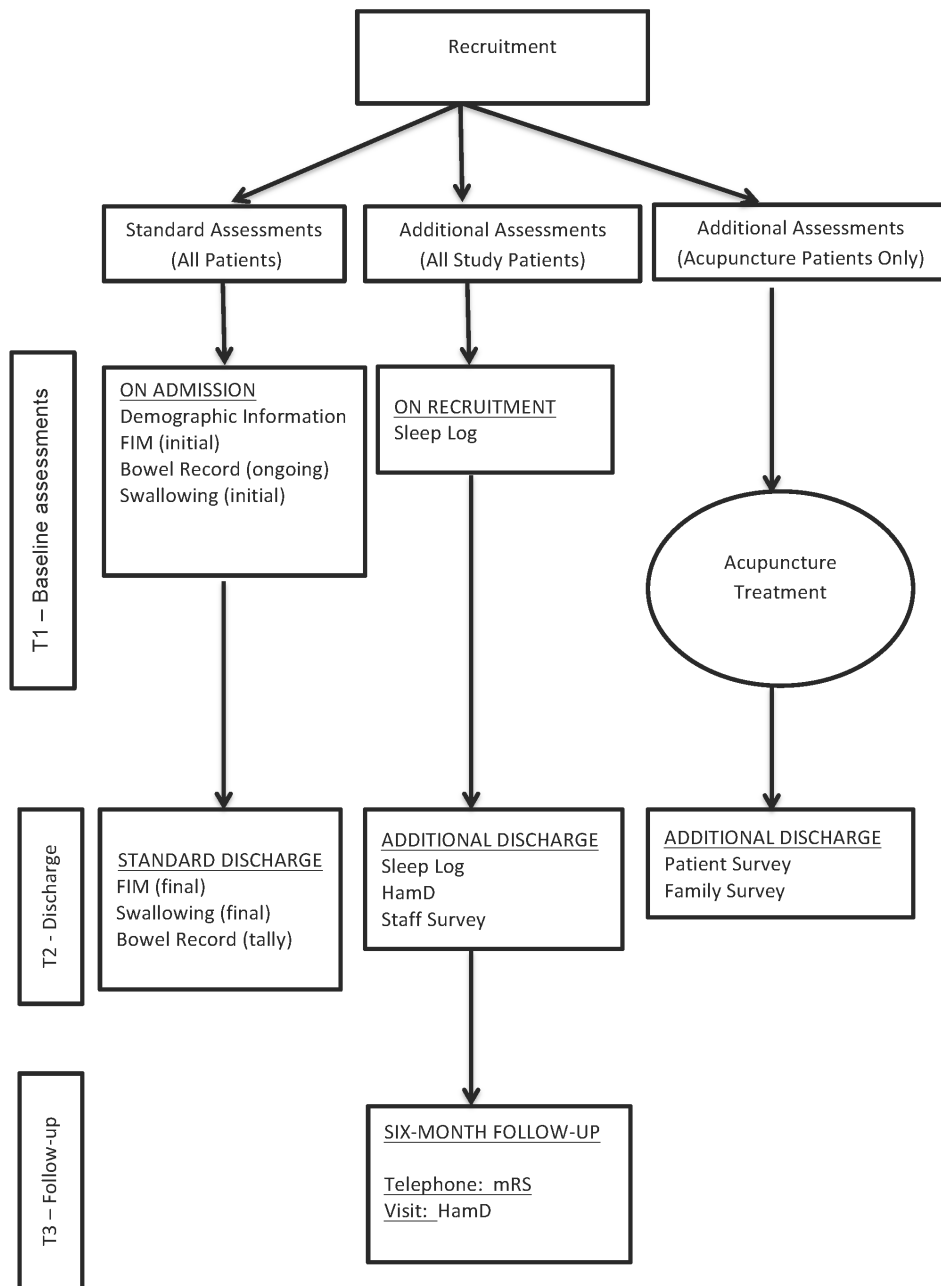 Recruitment
Standard Assessments
(All Patients)
Additional Assessments
(All Study Patients)
Additional Assessments
(Acupuncture Patients Only)
T1 – Baseline assessments
ON ADMISSION
Demographic Information
FIM (initial)
Bowel Record (ongoing)
Swallowing (initial)
ON RECRUITMENT
Sleep Log
Acupuncture
Treatment
T2 - Discharge
STANDARD DISCHARGE
FIM (final)
Swallowing (final)
Bowel Record (tally)
ADDITIONAL DISCHARGE
Sleep Log
HamD
Staff Survey
ADDITIONAL DISCHARGE
Patient Survey
Family Survey
T3 – Follow-up
SIX-MONTH FOLLOW-UP
Telephone: mRS
Visit: HamD